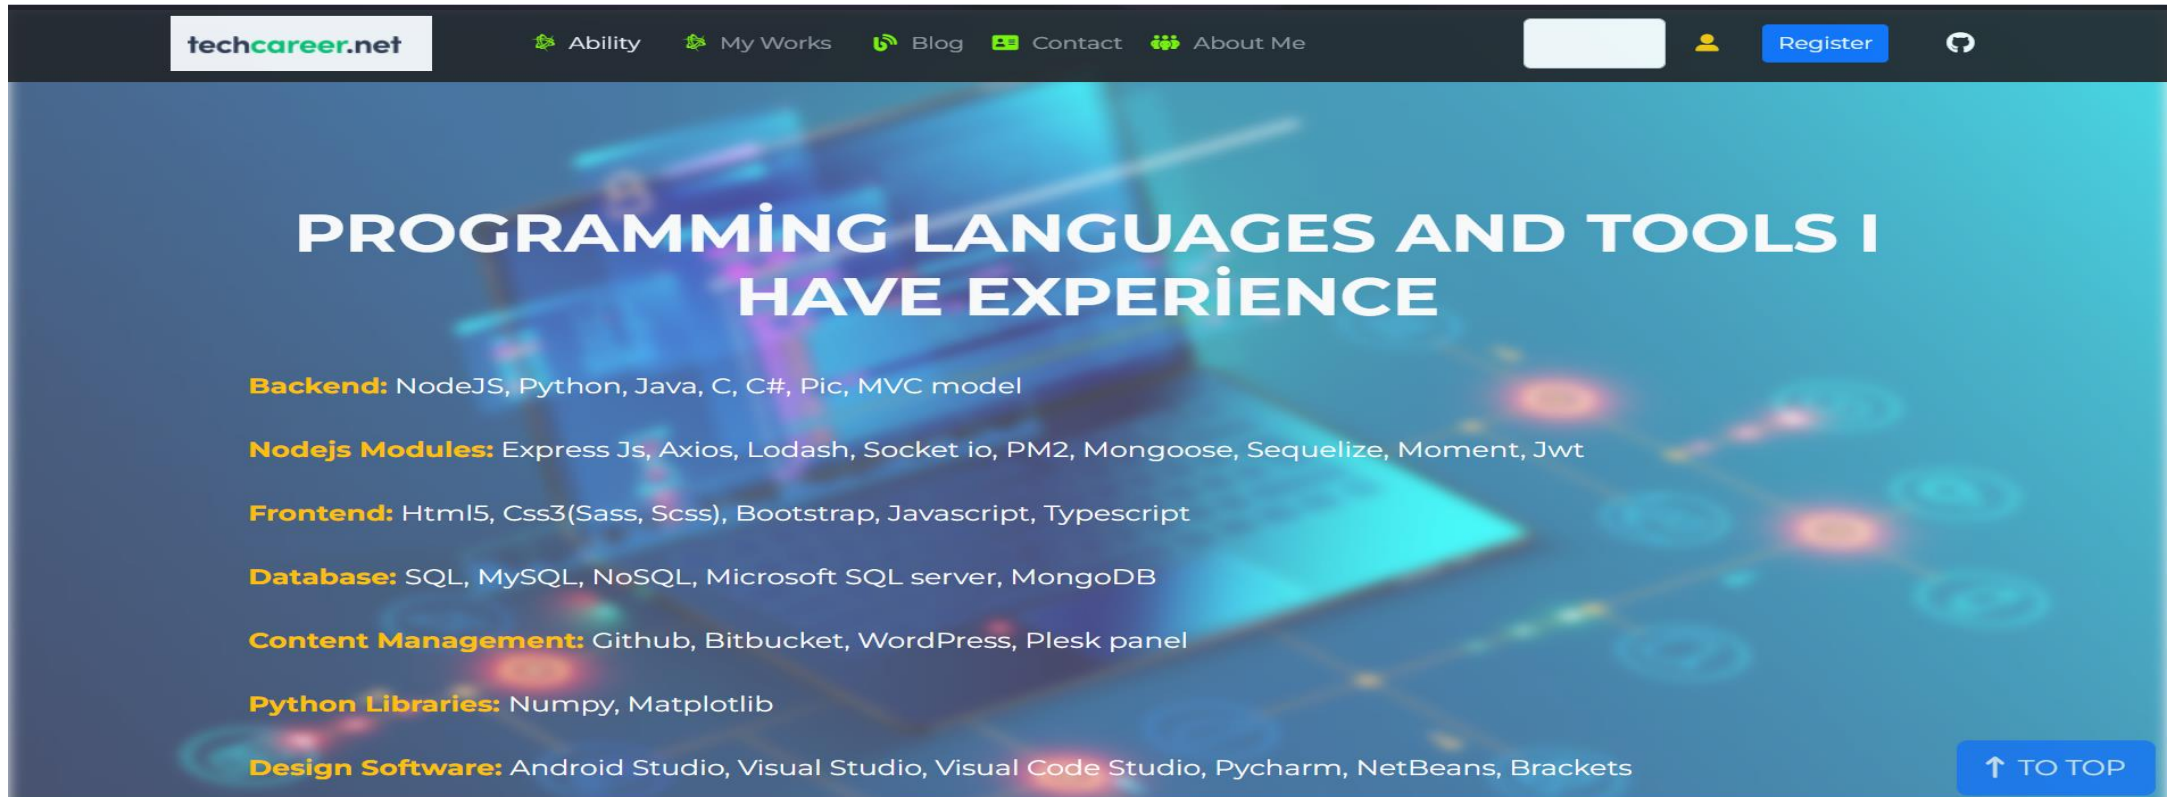 techcareer.net
Ability
My Works
Blog
Contact
About Me
Register
PROGRAMMİNG LANGUAGES AND TOOLS I
HAVE EXPERİENCE
Backend: NodeJS, Python, Java, C, C#, Pic, MVC model
Nodejs Modules: Express Js, Axios, Lodash, Socket io, PM2, Mongoose, Sequelize, Moment, Jwt
Frontend: Html5, Css3(Sass, Scss), Bootstrap, Javascript, Typescript
Database: SQL, MySQL, NoSQL, Microsoft SQL server, MongoDB
Content Management: Github, Bitbucket, WordPress, Plesk panel
Python Libraries: Numpy, Matplotlib
Design Software: Android Studio, Visual Studio, Visual Code Studio, Pycharm, NetBeans, Brackets
TO TOP